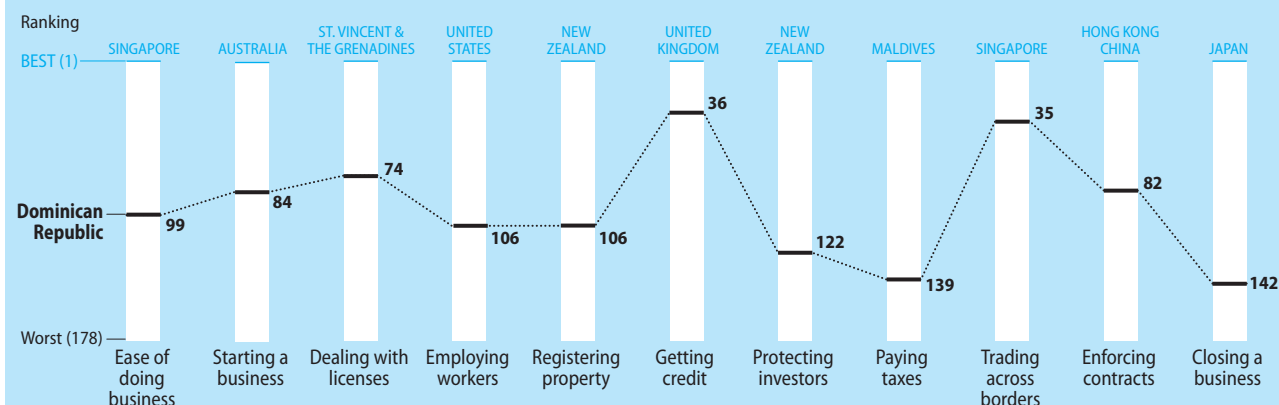 Ranking
SINGAPORE
AUSTRALIA
ST. VINCENT &
THE GRENADINES
UNITED
STATES
NEW
ZEALAND
UNITED
KINGDOM
NEW
ZEALAND
MALDIVES
SINGAPORE
HONG KONG
CHINA
JAPAN
BEST (1)
Dominican
Republic
99
84
74
106
106
36
122
139
35
82
142
Worst (178)
Ease of
doing
business
Starting a
business
Dealing with
licenses
Employing
workers
Registering
property
Getting
credit
Protecting
investors
Paying
taxes
Trading
across
borders
Enforcing
contracts
Closing a
business